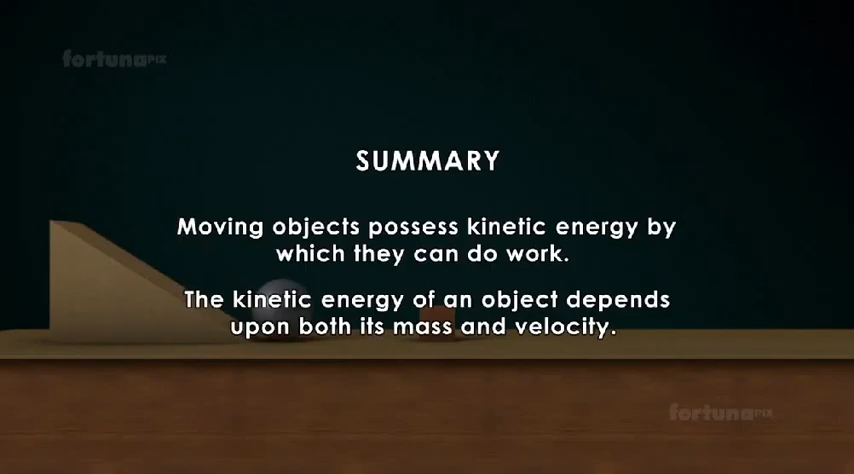 fortunaPIX
SUMMARY
Moving objects possess kinetic energy by
which they can do work.
The kinetic energy of an object depends
upon both its mass and velocity.
fortunaPIX